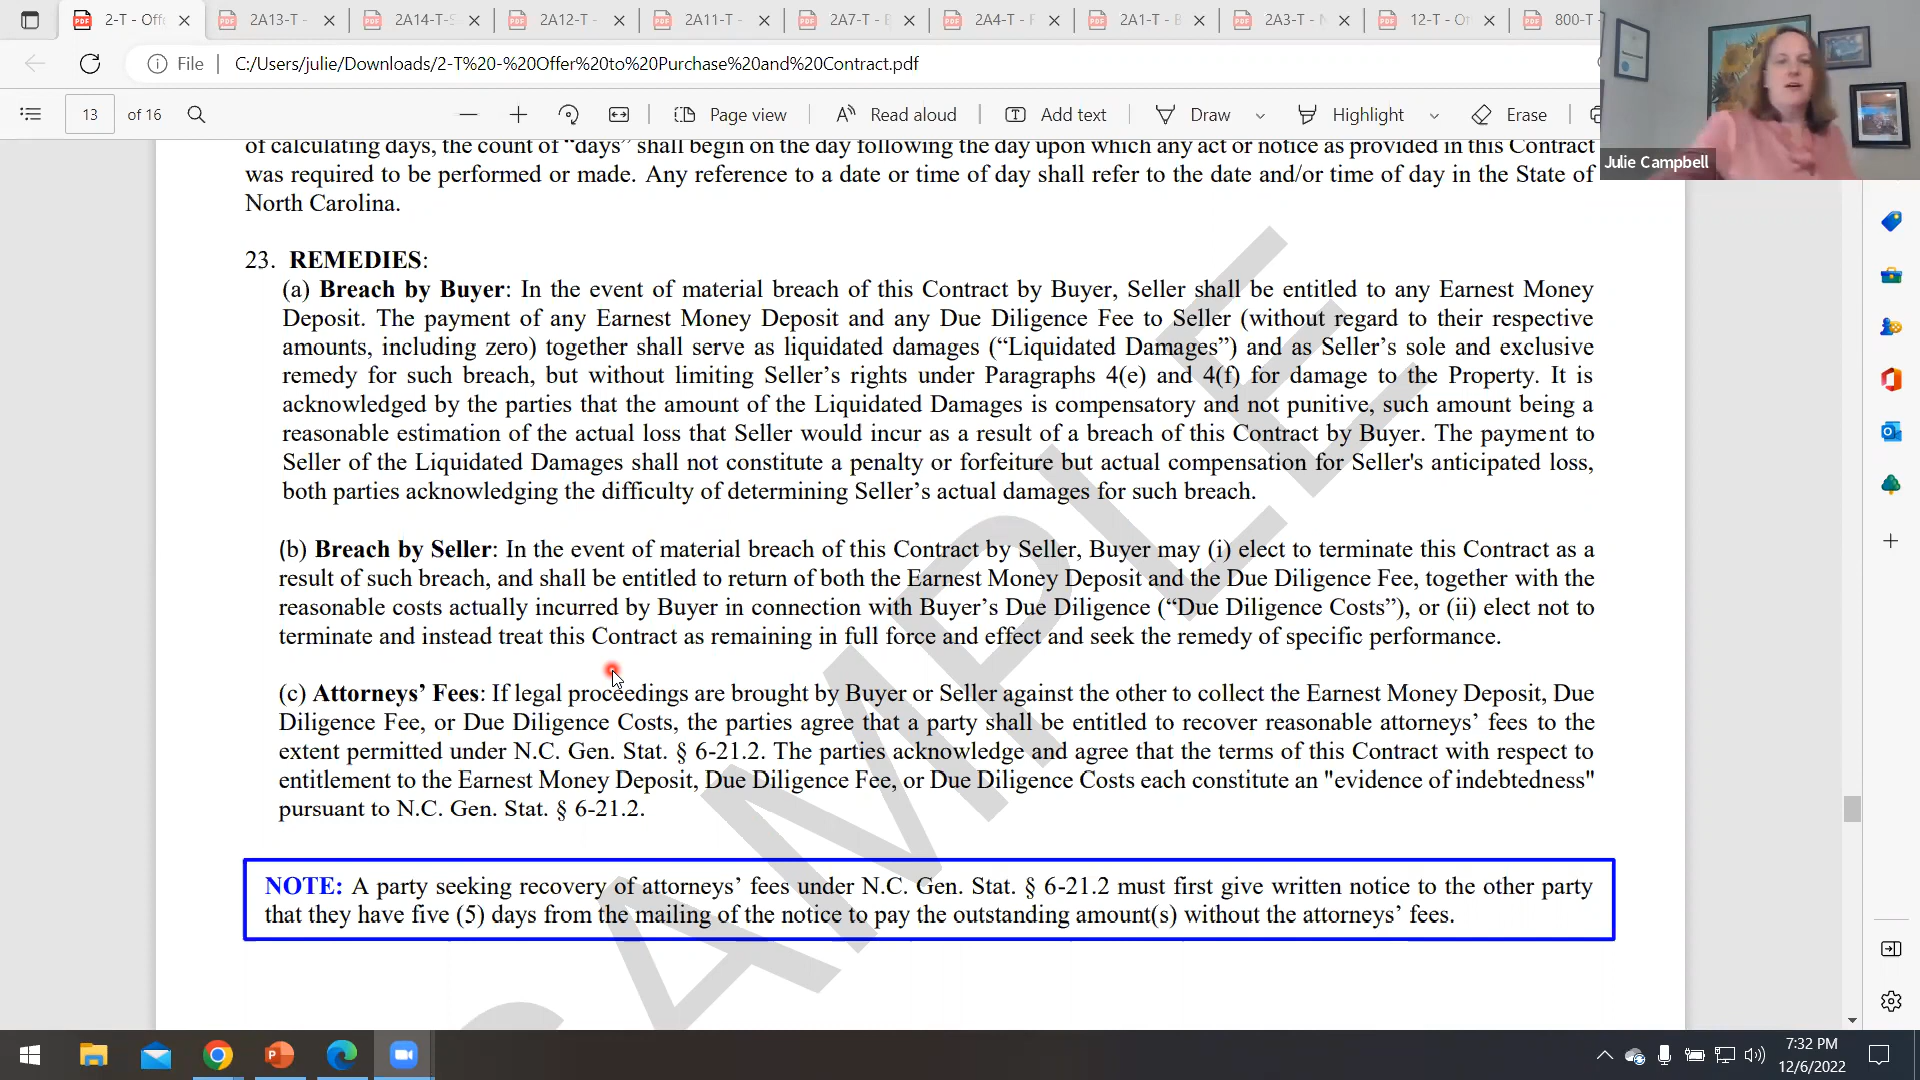 2-T - Off
2A13-T -
2A14-T-S
2A12-T -
2A11-T -
2A7-T - B
2A4-T - F
2A1-T - B
2A3-T - N
12-T - Of
800-T -
File
C:/Users/julie/Downloads/2-T%20-%20Offer%20to%20Purchase%20and%20Contract.pdf
13 of 16
Page view
Read aloud
Add text
Draw
Highlight
Erase
Julie Campbell
of calculating days, the count of “days” shall begin on the day following the day upon which any act or notice as provided in this Contract
was required to be performed or made. Any reference to a date or time of day shall refer to the date and/or time of day in the State of
North Carolina.
23. REMEDIES:
(a) Breach by Buyer: In the event of material breach of this Contract by Buyer, Seller shall be entitled to any Earnest Money
Deposit. The payment of any Earnest Money Deposit and any Due Diligence Fee to Seller (without regard to their respective
amounts, including zero) together shall serve as liquidated damages (“Liquidated Damages”) and as Seller’s sole and exclusive
remedy for such breach, but without limiting Seller’s rights under Paragraphs 4(e) and 4(f) for damage to the Property. It is
acknowledged by the parties that the amount of the Liquidated Damages is compensatory and not punitive, such amount being a
reasonable estimation of the actual loss that Seller would incur as a result of a breach of this Contract by Buyer. The payment to
Seller of the Liquidated Damages shall not constitute a penalty or forfeiture but actual compensation for Seller's anticipated loss,
both parties acknowledging the difficulty of determining Seller’s actual damages for such breach.
(b) Breach by Seller: In the event of material breach of this Contract by Seller, Buyer may (i) elect to terminate this Contract as a
result of such breach, and shall be entitled to return of both the Earnest Money Deposit and the Due Diligence Fee, together with the
reasonable costs actually incurred by Buyer in connection with Buyer’s Due Diligence (“Due Diligence Costs”), or (ii) elect not to
terminate and instead treat this Contract as remaining in full force and effect and seek the remedy of specific performance.
(c) Attorneys’ Fees: If legal proceedings are brought by Buyer or Seller against the other to collect the Earnest Money Deposit, Due
Diligence Fee, or Due Diligence Costs, the parties agree that a party shall be entitled to recover reasonable attorneys’ fees to the
extent permitted under N.C. Gen. Stat. § 6-21.2. The parties acknowledge and agree that the terms of this Contract with respect to
entitlement to the Earnest Money Deposit, Due Diligence Fee, or Due Diligence Costs each constitute an "evidence of indebtedness"
pursuant to N.C. Gen. Stat. § 6-21.2.
NOTE: A party seeking recovery of attorneys’ fees under N.C. Gen. Stat. § 6-21.2 must first give written notice to the other party
that they have five (5) days from the mailing of the notice to pay the outstanding amount(s) without the attorneys’ fees.
SAMPLE
7:32 PM
12/6/2022